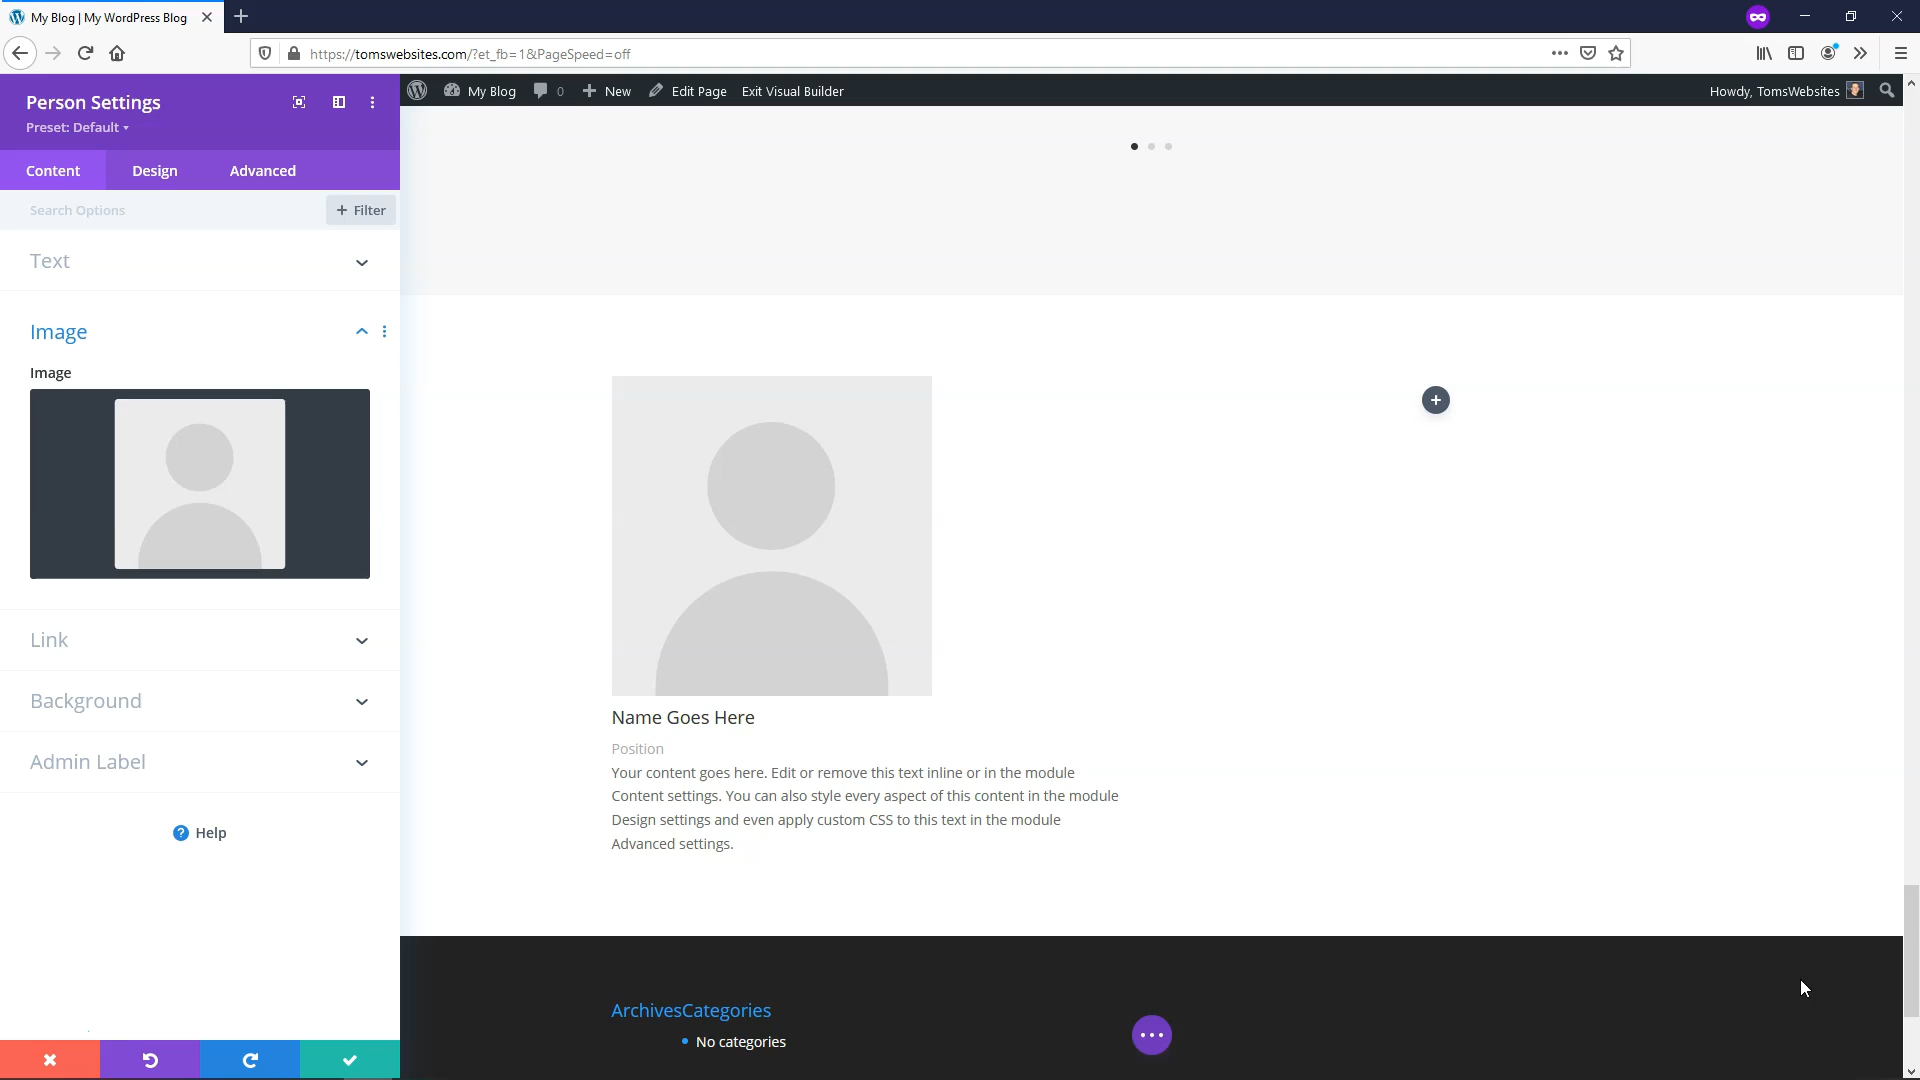 My Blog | My WordPress Blog
https://tomswebsites.com/?et_fb=1&PageSpeed=off
Person Settings
Preset: Default
My Blog
0
New
Edit Page
Exit Visual Builder
Howdy, TomsWebsites
Content
Design
Advanced
Search Options
+ Filter
Text
Image
Image
Link
Background
Admin Label
Help
Name Goes Here
Position
Your content goes here. Edit or remove this text inline or in the module
Content settings. You can also style every aspect of this content in the module
Design settings and even apply custom CSS to this text in the module
Advanced settings.
ArchivesCategories
No categories